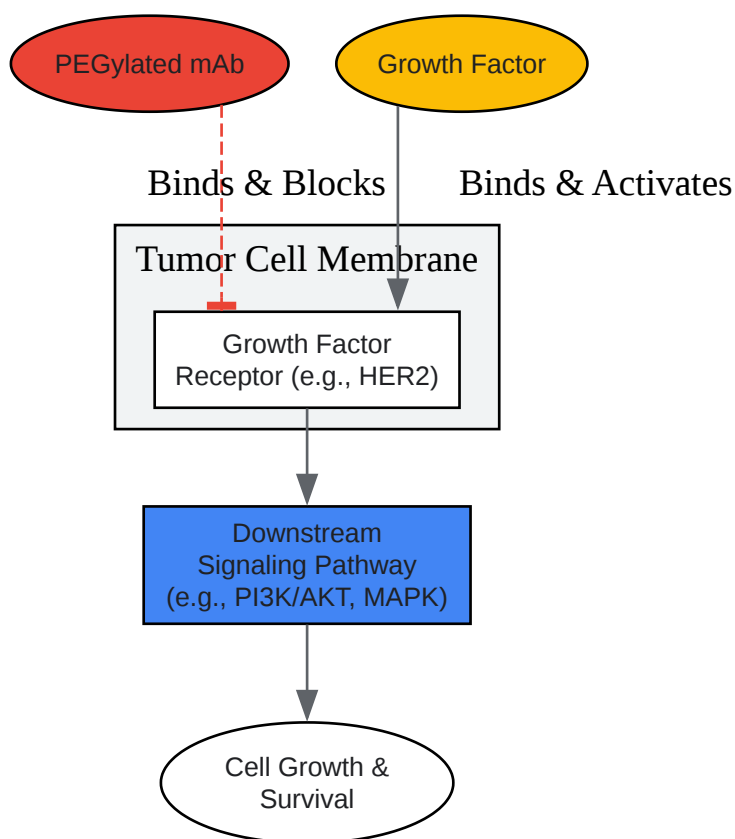 PEGylated mAb
Growth Factor
Binds & Blocks
Binds & Activates
Tumor Cell Membrane
Growth Factor
Receptor (e.g., HER2)
Downstream
Signaling Pathway
(e.g., PI3K/AKT, MAPK)
Cell Growth &
Survival